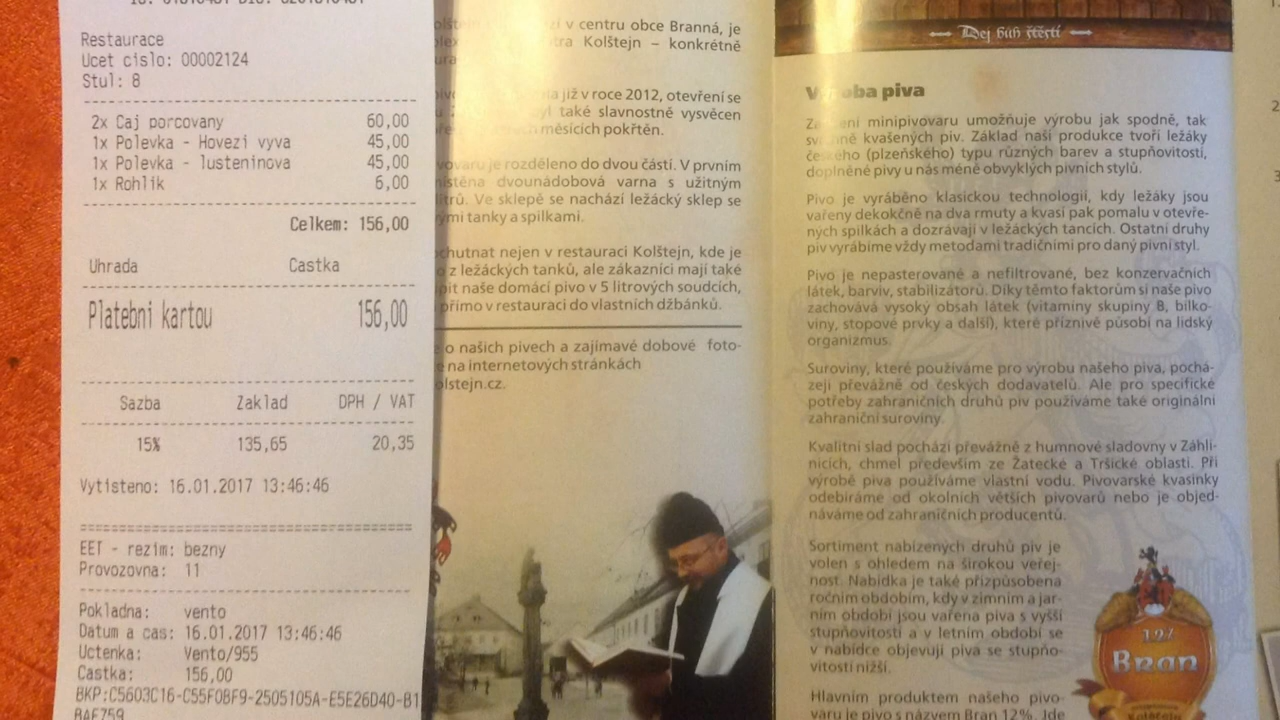 Restaurace
Ucet cislo: 00002124
Stul: 8
2x Caj porcovany 60,00
1x Polevka - Hovezi vyva 45,00
1x Polevka - lusteninova 45,00
1x Rohlik 6,00
Celkem: 156,00
Uhrada Castka
Platebni kartou 156,00
Sazba Zaklad DPH / VAT
15% 135,65 20,35
Vytisteno: 16.01.2017 13:46:46
EET - rezim: bezny
Provozovna: 11
Pokladna: vento
Datum a cas: 16.01.2017 13:46:46
Uctenka: Vento/955
Castka: 156,00
BKP:C5603C16-C55F0BF9-2505105A-E5E26D40-B1
BAE759
v centru obce Branná, je
Kolštejn – konkrétně
již v roce 2012, otevření se
také slavnostně vysvěcen
měsících pokřtěn.
je rozděleno do dvou částí. V prvním
dvounádobová varna s užitným
Ve sklepě se nachází ležácký sklep se
tanky a spilkami.
nejen v restauraci Kolštejn, kde je
z ležáckých tanků, ale zákazníci mají také
naše domácí pivo v 5 litrových soudcích,
přímo v restauraci do vlastních džbánků.
o našich pivech a zajímavé dobové foto-
na internetových stránkách
olstejn.cz.
Dej bůh štěstí
Výroba piva
minipivovaru umožňuje výrobu jak spodně, tak
kvašených piv. Základ naší produkce tvoří ležáky
českého (plzeňského) typu různých barev a stupňovitostí,
doplněné pivy u nás méně obvyklých pivních stylů.
Pivo je vyráběno klasickou technologií, kdy ležáky jsou
vařeny dekokčně na dva rmuty a kvasí pak pomalu v otevře-
ných spilkách a dozrávají v ležáckých tancích. Ostatní druhy
piv vyrábíme vždy metodami tradičními pro daný pivní styl.
Pivo je nepasterované a nefiltrované, bez konzervačních
látek, barviv, stabilizátorů. Díky těmto faktorům si naše pivo
zachovává vysoký obsah látek (vitamíny skupiny B, bílko-
viny, stopové prvky a další), které příznivě působí na lidský
organizmus.
Suroviny, které používáme pro výrobu našeho piva, pochá-
zejí převážně od českých dodavatelů. Ale pro specifické
potřeby zahraničních druhů piv používáme také originální
zahraniční suroviny.
Kvalitní slad pochází převážně z humnové sladovny v Záhli-
nicích, chmel především ze Žatecké a Tršické oblasti. Při
výrobě piva používáme vlastní vodu. Pivovarské kvasinky
odebíráme od okolních větších pivovarů nebo je objed-
náváme od zahraničních producentů.
Sortiment nabízených druhů piv je
volen s ohledem na širokou veřej-
nost. Nabídka je také přizpůsobena
ročním obdobím, kdy v zimním a jar-
ním období jsou vařena piva s vyšší
stupňovitostí a v letním období se
v nabídce objevují piva se stupňo-
vitostí nižší.
Hlavním produktem našeho pivo-
varu je pivo s názvem Bran 12%. Jde
Bran